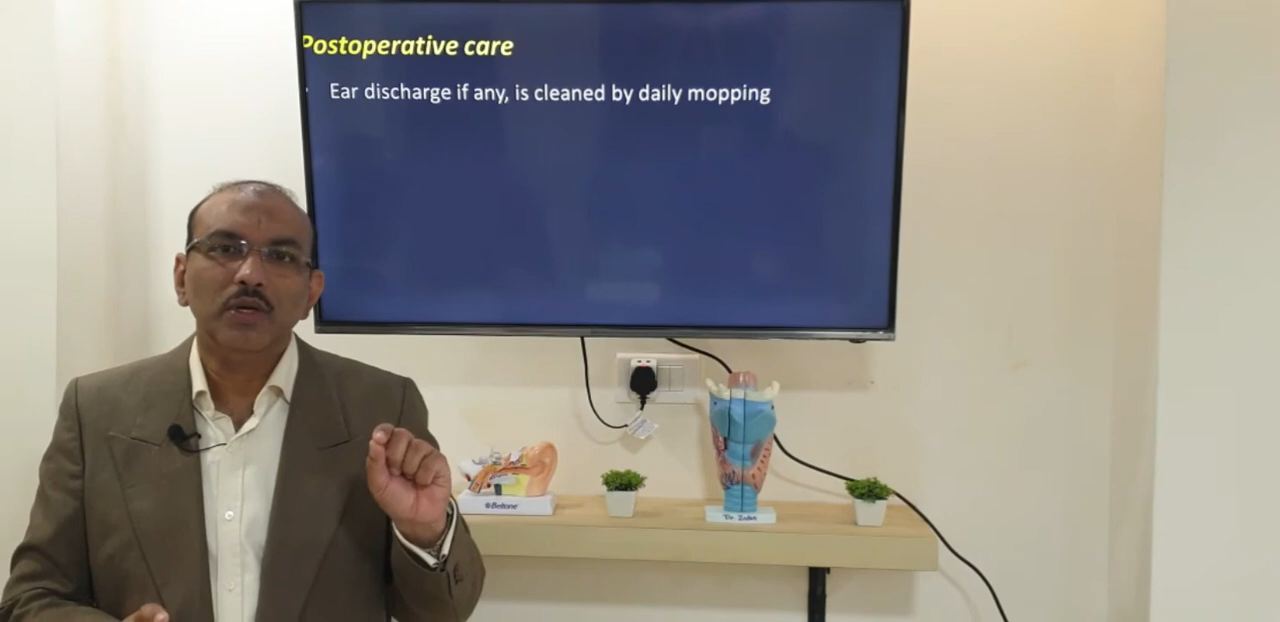 Postoperative care
Ear discharge if any, is cleaned by daily mopping
Beltone